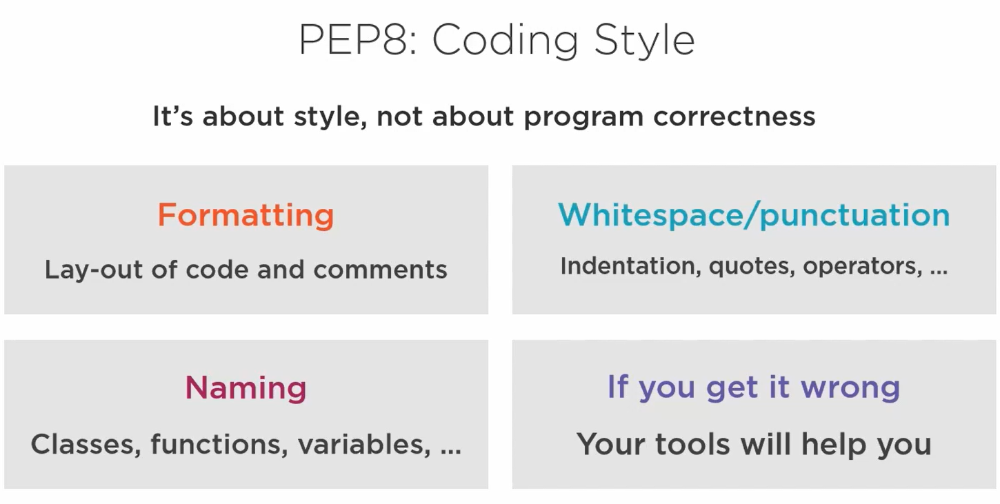 PEP8: Coding Style
It’s about style, not about program correctness
Formatting
Lay-out of code and comments
Whitespace/punctuation
Indentation, quotes, operators, ...
Naming
Classes, functions, variables, ...
If you get it wrong
Your tools will help you